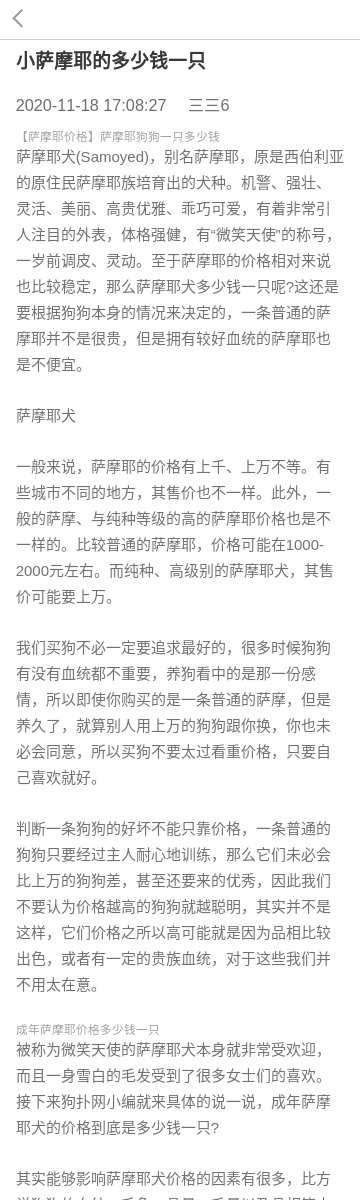 小萨摩耶的多少钱一只
2020-11-18 17:08:27 三三6
【萨摩耶价格】萨摩耶狗狗一只多少钱
萨摩耶犬(Samoyed)，别名萨摩耶，原是西伯利亚
的原住民萨摩耶族培育出的犬种。机警、强壮、
灵活、美丽、高贵优雅、乖巧可爱，有着非常引
人注目的外表，体格强健，有“微笑天使”的称号，
一岁前调皮、灵动。至于萨摩耶的价格相对来说
也比较稳定，那么萨摩耶犬多少钱一只呢?这还是
要根据狗狗本身的情况来决定的，一条普通的萨
摩耶并不是很贵，但是拥有较好血统的萨摩耶也
是不便宜。
萨摩耶犬
一般来说，萨摩耶的价格有上千、上万不等。有
些城市不同的地方，其售价也不一样。此外，一
般的萨摩、与纯种等级的高的萨摩耶价格也是不
一样的。比较普通的萨摩耶，价格可能在1000-
2000元左右。而纯种、高级别的萨摩耶犬，其售
价可能要上万。
我们买狗不必一定要追求最好的，很多时候狗狗
有没有血统都不重要，养狗看中的是那一份感
情，所以即使你购买的是一条普通的萨摩，但是
养久了，就算别人用上万的狗狗跟你换，你也未
必会同意，所以买狗不要太过看重价格，只要自
己喜欢就好。
判断一条狗狗的好坏不能只靠价格，一条普通的
狗狗只要经过主人耐心地训练，那么它们未必会
比上万的狗狗差，甚至还要来的优秀，因此我们
不要认为价格越高的狗狗就越聪明，其实并不是
这样，它们价格之所以高可能就是因为品相比较
出色，或者有一定的贵族血统，对于这些我们并
不用太在意。
成年萨摩耶价格多少钱一只
被称为微笑天使的萨摩耶犬本身就非常受欢迎，
而且一身雪白的毛发受到了很多女士们的喜欢。
接下来狗扑网小编就来具体的说一说，成年萨摩
耶犬的价格到底是多少钱一只?
其实能够影响萨摩耶犬价格的因素有很多，比方